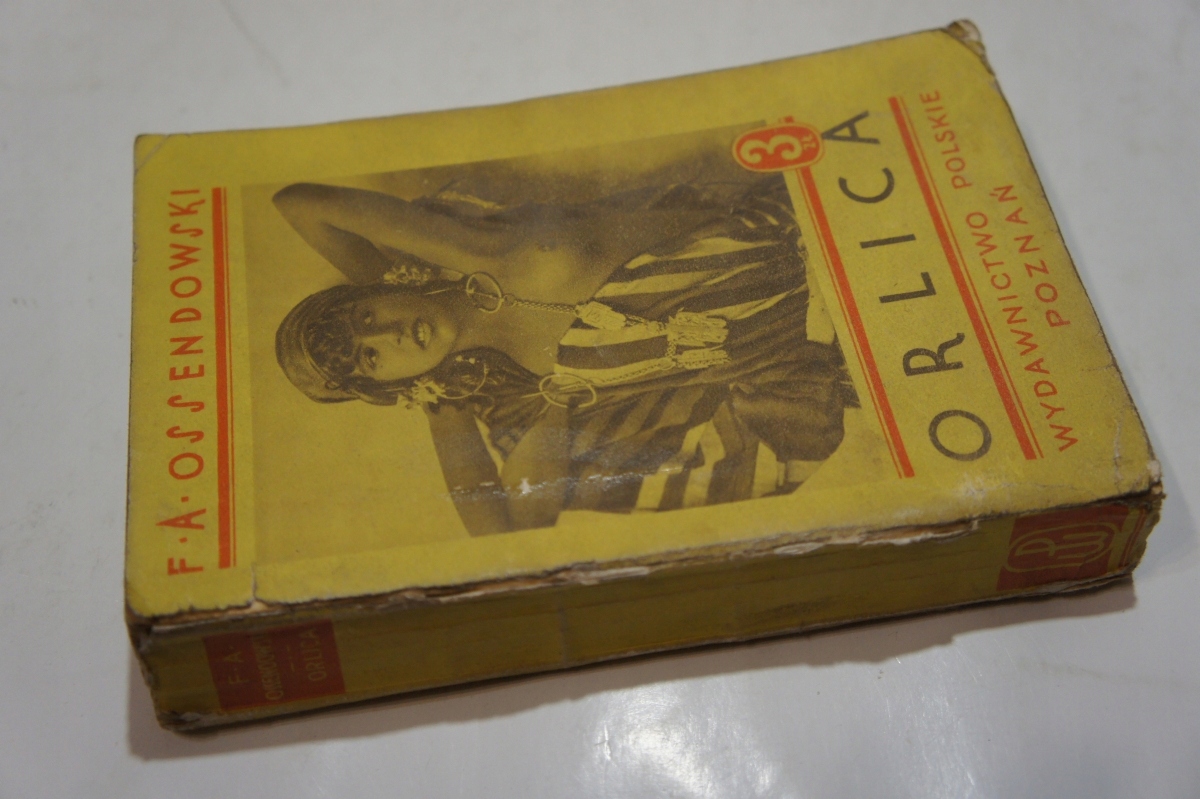 F·A·OSSENDOWSKI
3
zł
ORLICA
WYDAWNICTWO POLSKIE
POZNAŃ
F·A·
OSSENDOWSKI
ORLICA